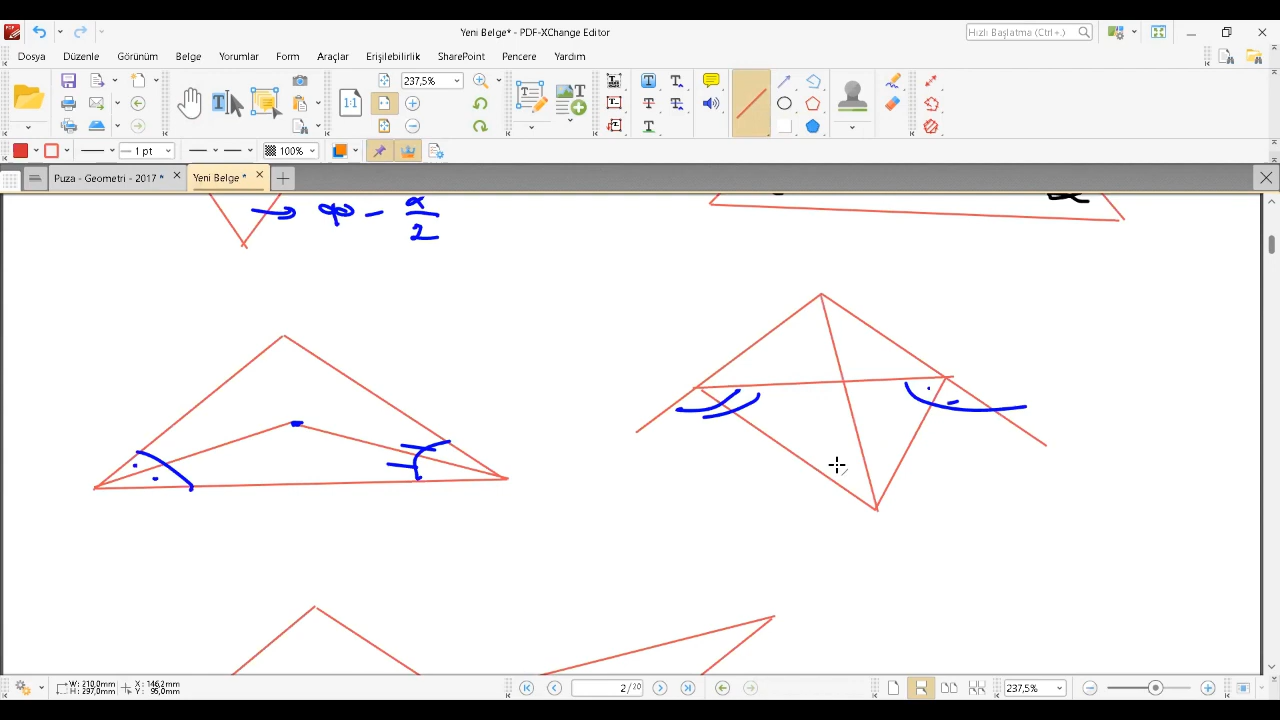 Yeni Belge* - PDF-XChange Editor
Hızlı Başlatma (Ctrl+.)
Dosya Düzenle Görünüm Belge Yorumlar Form Araçlar Erişilebilirlik SharePoint Pencere Yardım
237,5%
1 pt
100%
Puza - Geometri - 2017 *
Yeni Belge *
α
2
W: 210,0mm
H: 297,0mm
X: 146,2mm
Y: 95,0mm
2 / 20
237,5%